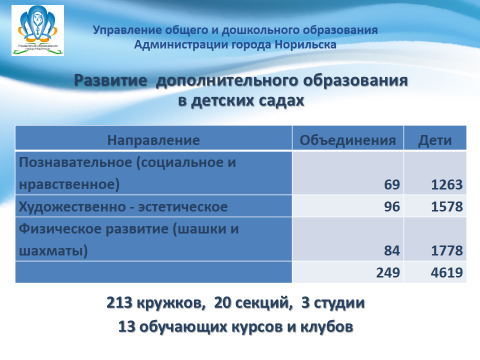 Управление общего и дошкольного образования
Администрации города Норильска
Развитие дополнительного образования
в детских садах
Направление Объединения Дети
Познавательное (социальное и
нравственное) 69 1263
Художественно - эстетическое 96 1578
Физическое развитие (шашки и
шахматы) 84 1778
249 4619
213 кружков, 20 секций, 3 студии
13 обучающих курсов и клубов